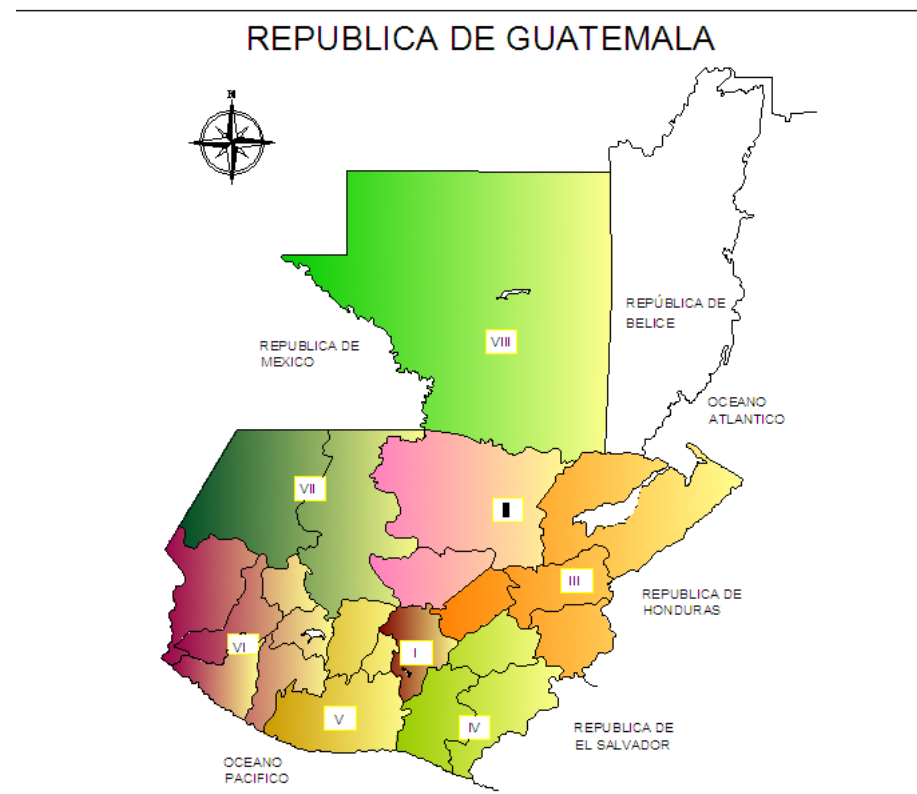 REPUBLICA DE GUATEMALA
N
REPÚBLICA DE
BELICE
REPUBLICA DE
MEXICO
VIII
OCEANO
ATLANTICO
VII
III
REPUBLICA DE
HONDURAS
VI
I
V
IV
REPUBLICA DE
EL SALVADOR
OCEANO
PACIFICO